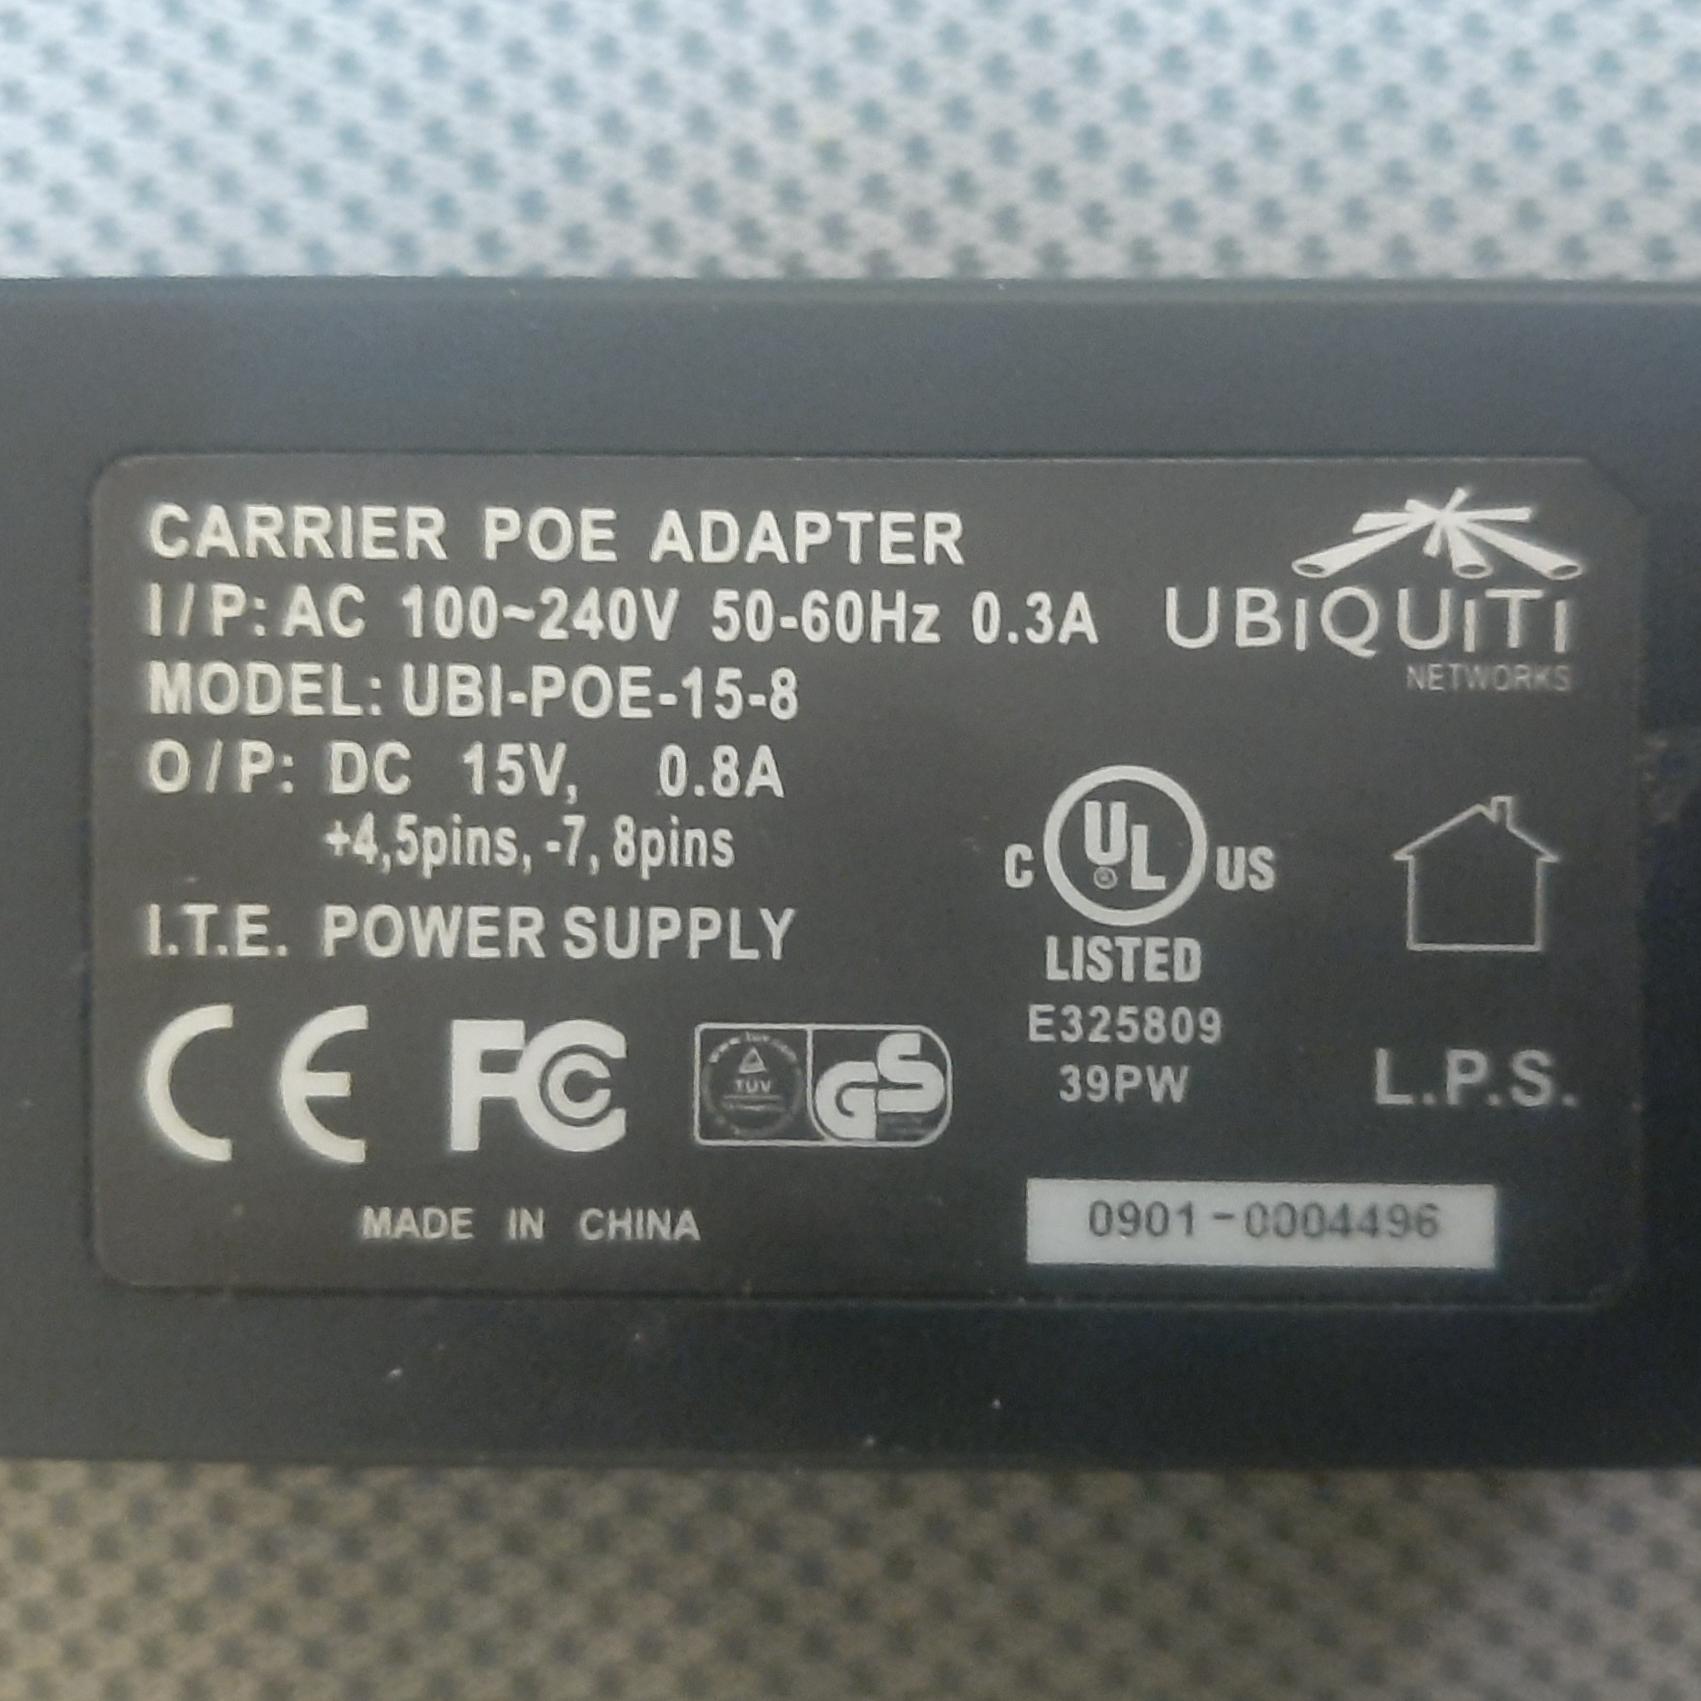 CARRIER POE ADAPTER
I/P: AC 100~240V 50-60Hz 0.3A
UBiQUiTi
NETWORKS
MODEL: UBI-POE-15-8
O/P: DC 15V, 0.8A
+4,5pins, -7, 8pins
I.T.E. POWER SUPPLY
C UL ® US
LISTED
E325809
39PW
L.P.S.
CE FCC TÜV GS
MADE IN CHINA
0901-0004496